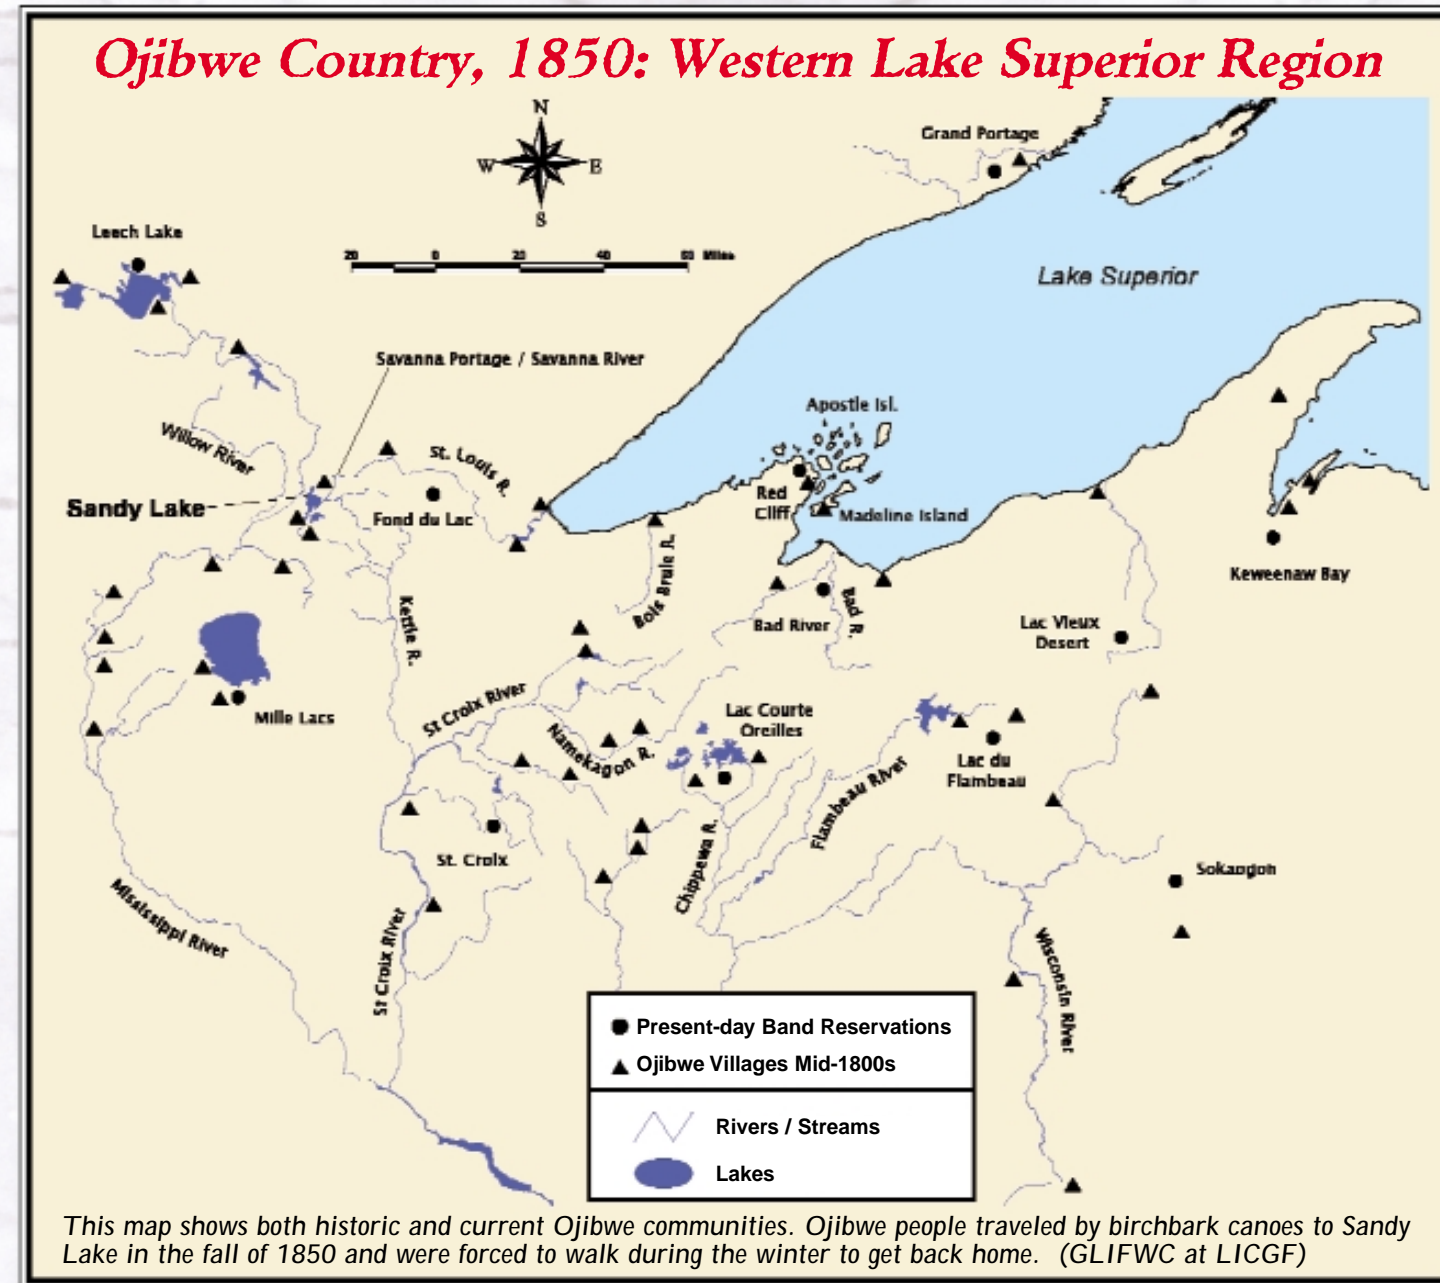 Ojibwe Country, 1850: Western Lake Superior Region
N
W
E
S
Grand Portage
Leech Lake
20 0 20 40 60 Miles
Lake Superior
Savanna Portage / Savanna River
Apostle Isl.
Willow River
St. Louis R.
Sandy Lake
Fond du Lac
Red
Cliff
Madeline Island
Keweenaw Bay
Bois Brule R.
Kettle R.
Bad River
Bad R.
Lac Vieux
Desert
Mille Lacs
St Croix River
Namekagon R.
Lac Courte
Oreilles
Lac du
Flambeau
Flambeau River
St. Croix
Chippewa R.
Sokaogon
Mississippi River
St Croix River
Wisconsin River
Present-day Band Reservations
Ojibwe Villages Mid-1800s
Rivers / Streams
Lakes
This map shows both historic and current Ojibwe communities. Ojibwe people traveled by birchbark canoes to Sandy
Lake in the fall of 1850 and were forced to walk during the winter to get back home. (GLIFWC at LICGF)